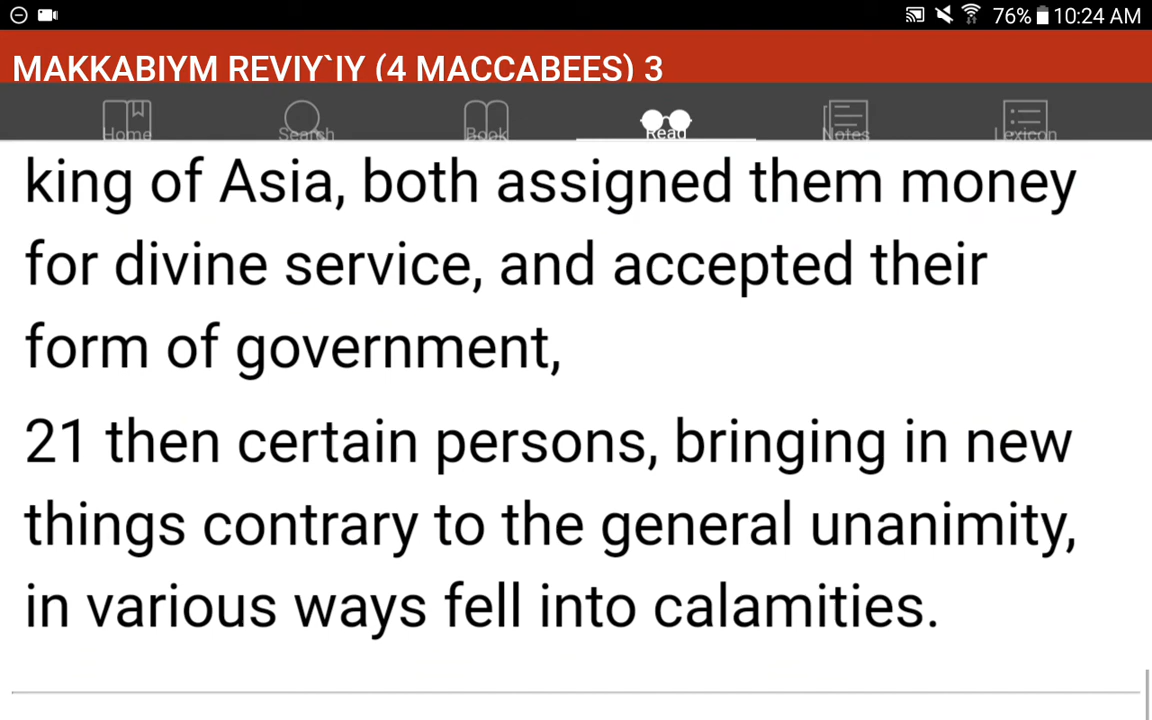 76% 10:24 AM
MAKKABIYM REVIY`IY (4 MACCABEES) 3
Home Search Book Read Notes Lexicon
king of Asia, both assigned them money
for divine service, and accepted their
form of government,
21 then certain persons, bringing in new
things contrary to the general unanimity,
in various ways fell into calamities.